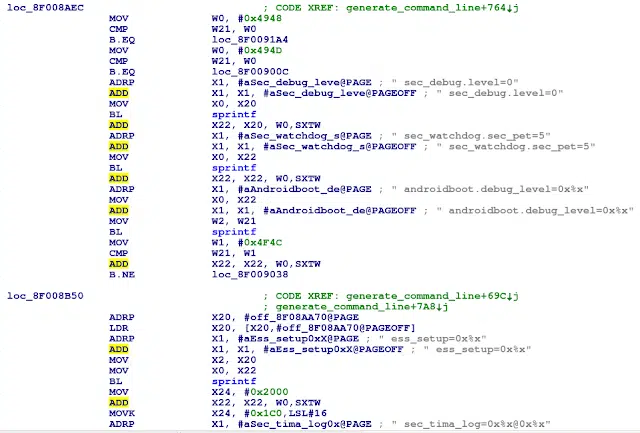 loc_8F008AEC ; CODE XREF: generate_command_line+764↓j
MOV W0, #0x4948
CMP W21, W0
B.EQ loc_8F0091A4
MOV W0, #0x494D
CMP W21, W0
B.EQ loc_8F00900C
ADRP X1, #aSec_debug_leve@PAGE ; " sec_debug.level=0"
ADD X1, X1, #aSec_debug_leve@PAGEOFF ; " sec_debug.level=0"
MOV X0, X20
BL sprintf
ADD X22, X20, W0,SXTW
ADRP X1, #aSec_watchdog_s@PAGE ; " sec_watchdog.sec_pet=5"
ADD X1, X1, #aSec_watchdog_s@PAGEOFF ; " sec_watchdog.sec_pet=5"
MOV X0, X22
BL sprintf
ADD X22, X22, W0,SXTW
ADRP X1, #aAndroidboot_de@PAGE ; " androidboot.debug_level=0x%x"
MOV X0, X22
ADD X1, X1, #aAndroidboot_de@PAGEOFF ; " androidboot.debug_level=0x%x"
MOV W2, W21
BL sprintf
MOV W1, #0x4F4C
CMP W21, W1
ADD X22, X22, W0,SXTW
B.NE loc_8F009038
loc_8F008B50 ; CODE XREF: generate_command_line+69C↓j
; generate_command_line+7A8↓j
ADRP X20, #off_8F08AA70@PAGE
LDR X20, [X20,#off_8F08AA70@PAGEOFF]
ADRP X1, #aEss_setup0xX@PAGE ; " ess_setup=0x%x"
ADD X1, X1, #aEss_setup0xX@PAGEOFF ; " ess_setup=0x%x"
MOV X2, X20
MOV X0, X22
BL sprintf
MOV X24, #0x2000
ADD X22, X22, W0,SXTW
MOVK X24, #0x1C0,LSL#16
ADRP X1, #aSec_tima_log0x@PAGE ; " sec_tima_log=0x%x@0x%x"